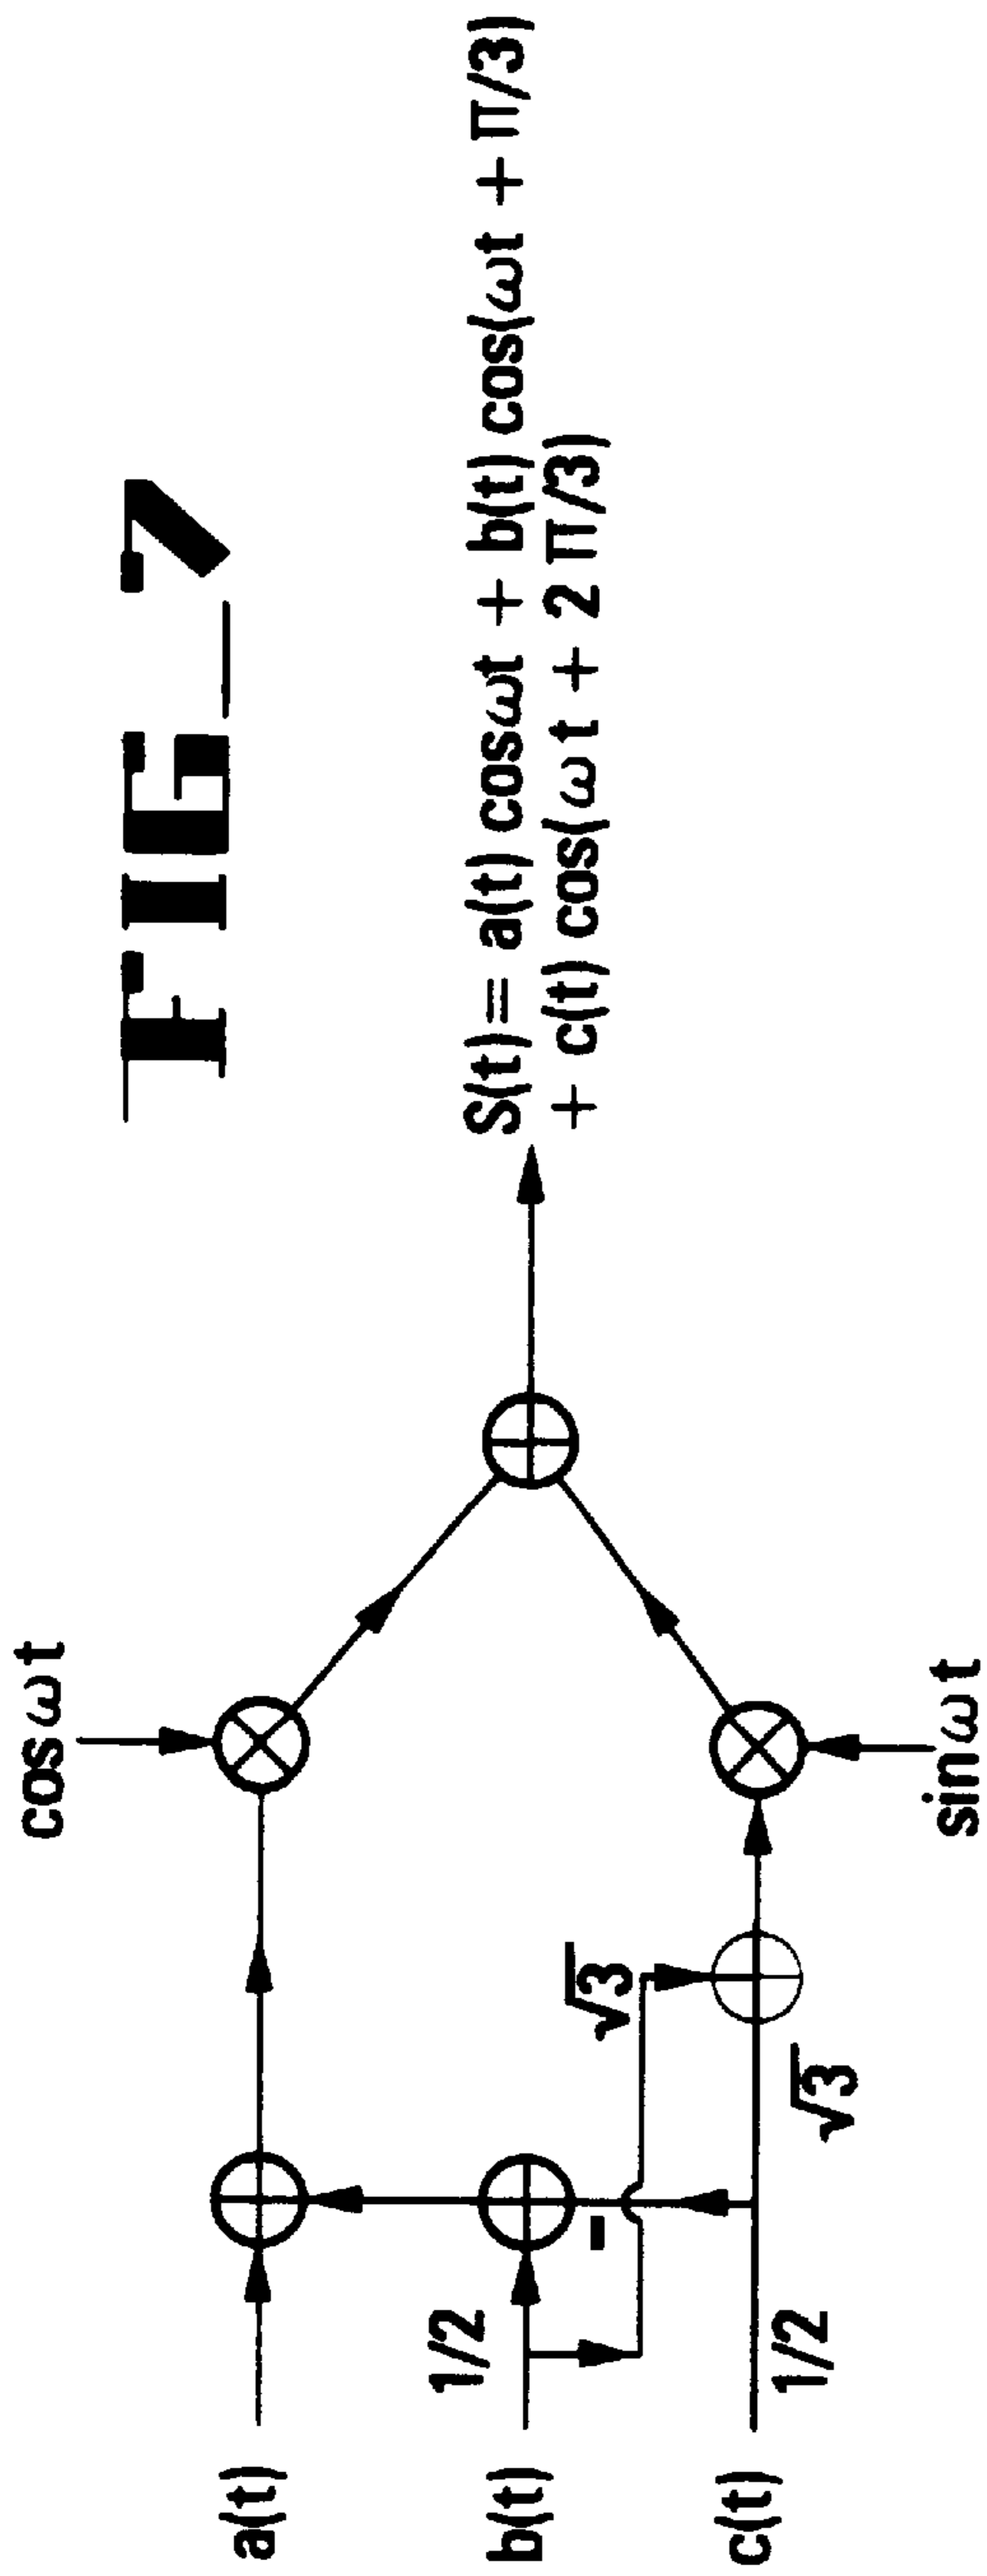 FIG_7
cosωt
a(t)
1/2
b(t)
√3
S(t)= a(t) cosωt + b(t) cos(ωt + π/3)
+ c(t) cos(ωt + 2π/3)
-
√3
1/2
c(t)
sinωt